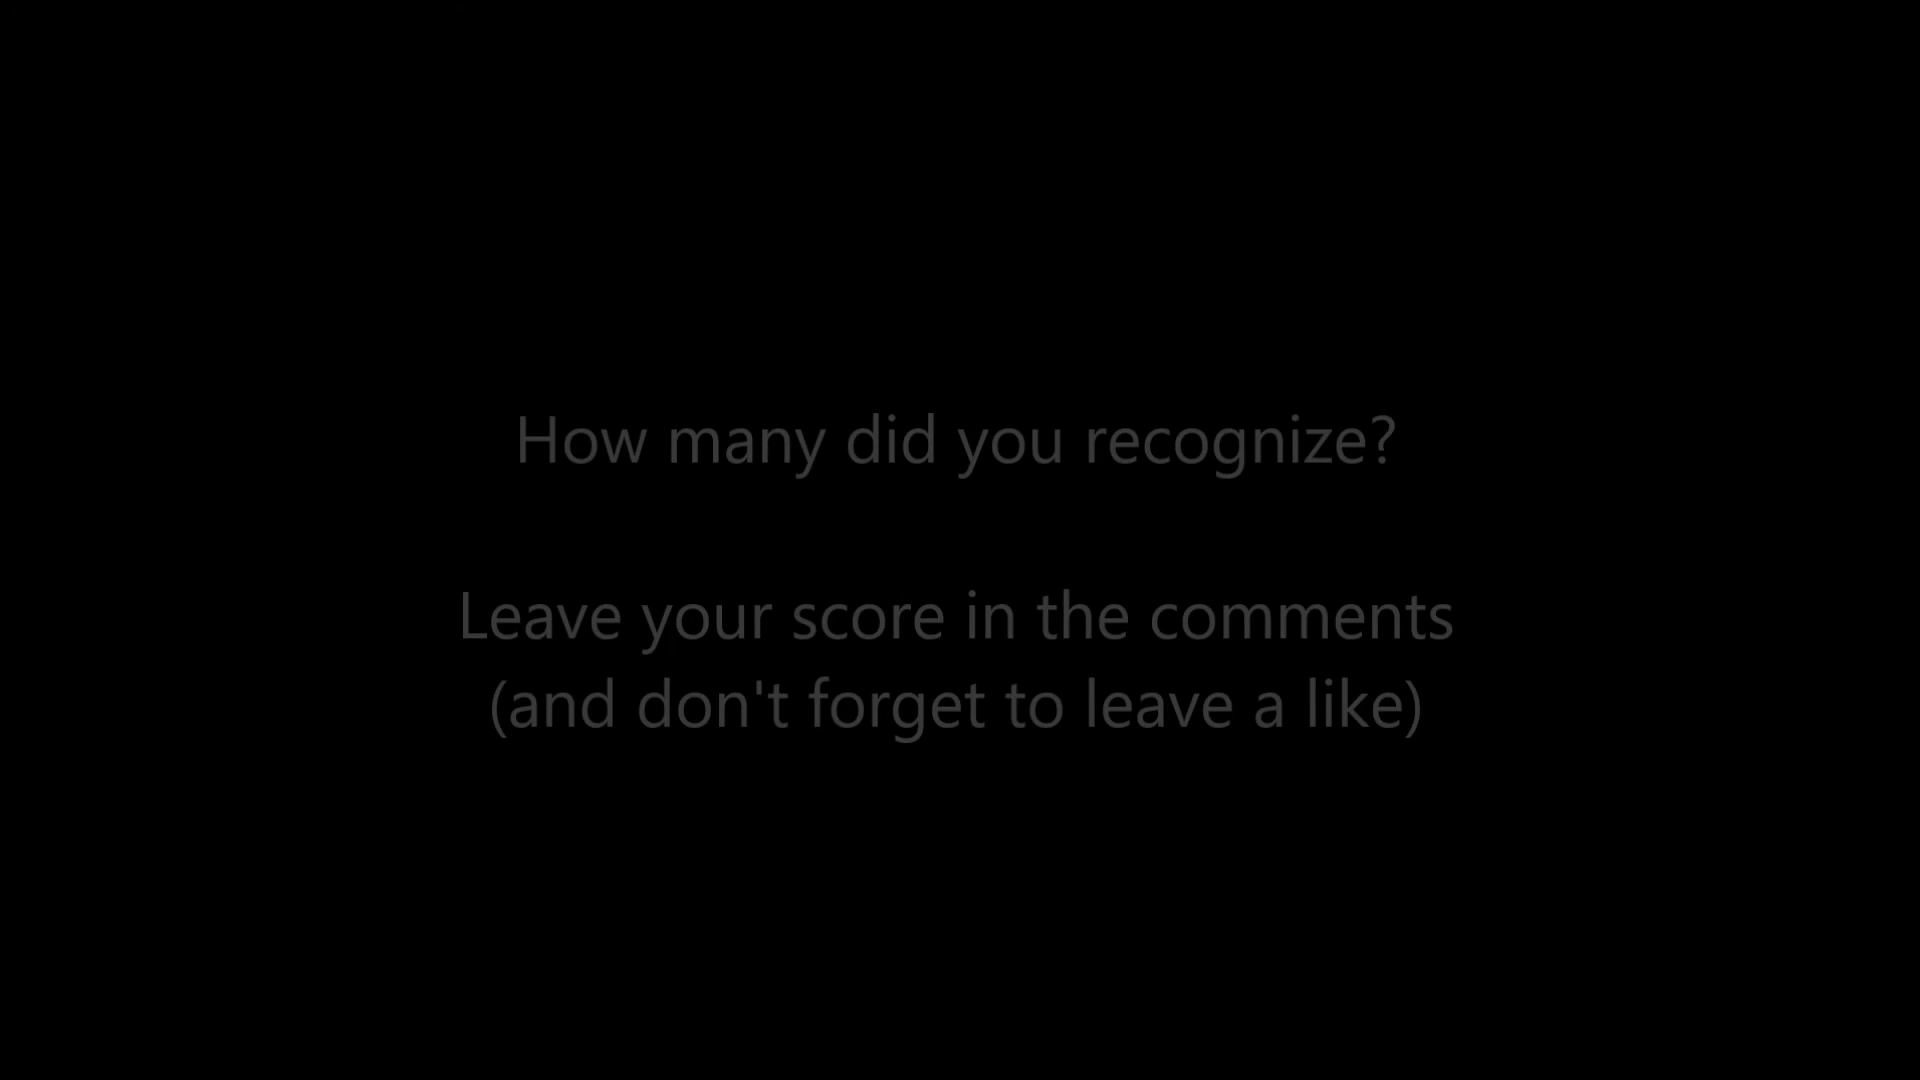 How many did you recognize?
Leave your score in the comments
(and don't forget to leave a like)